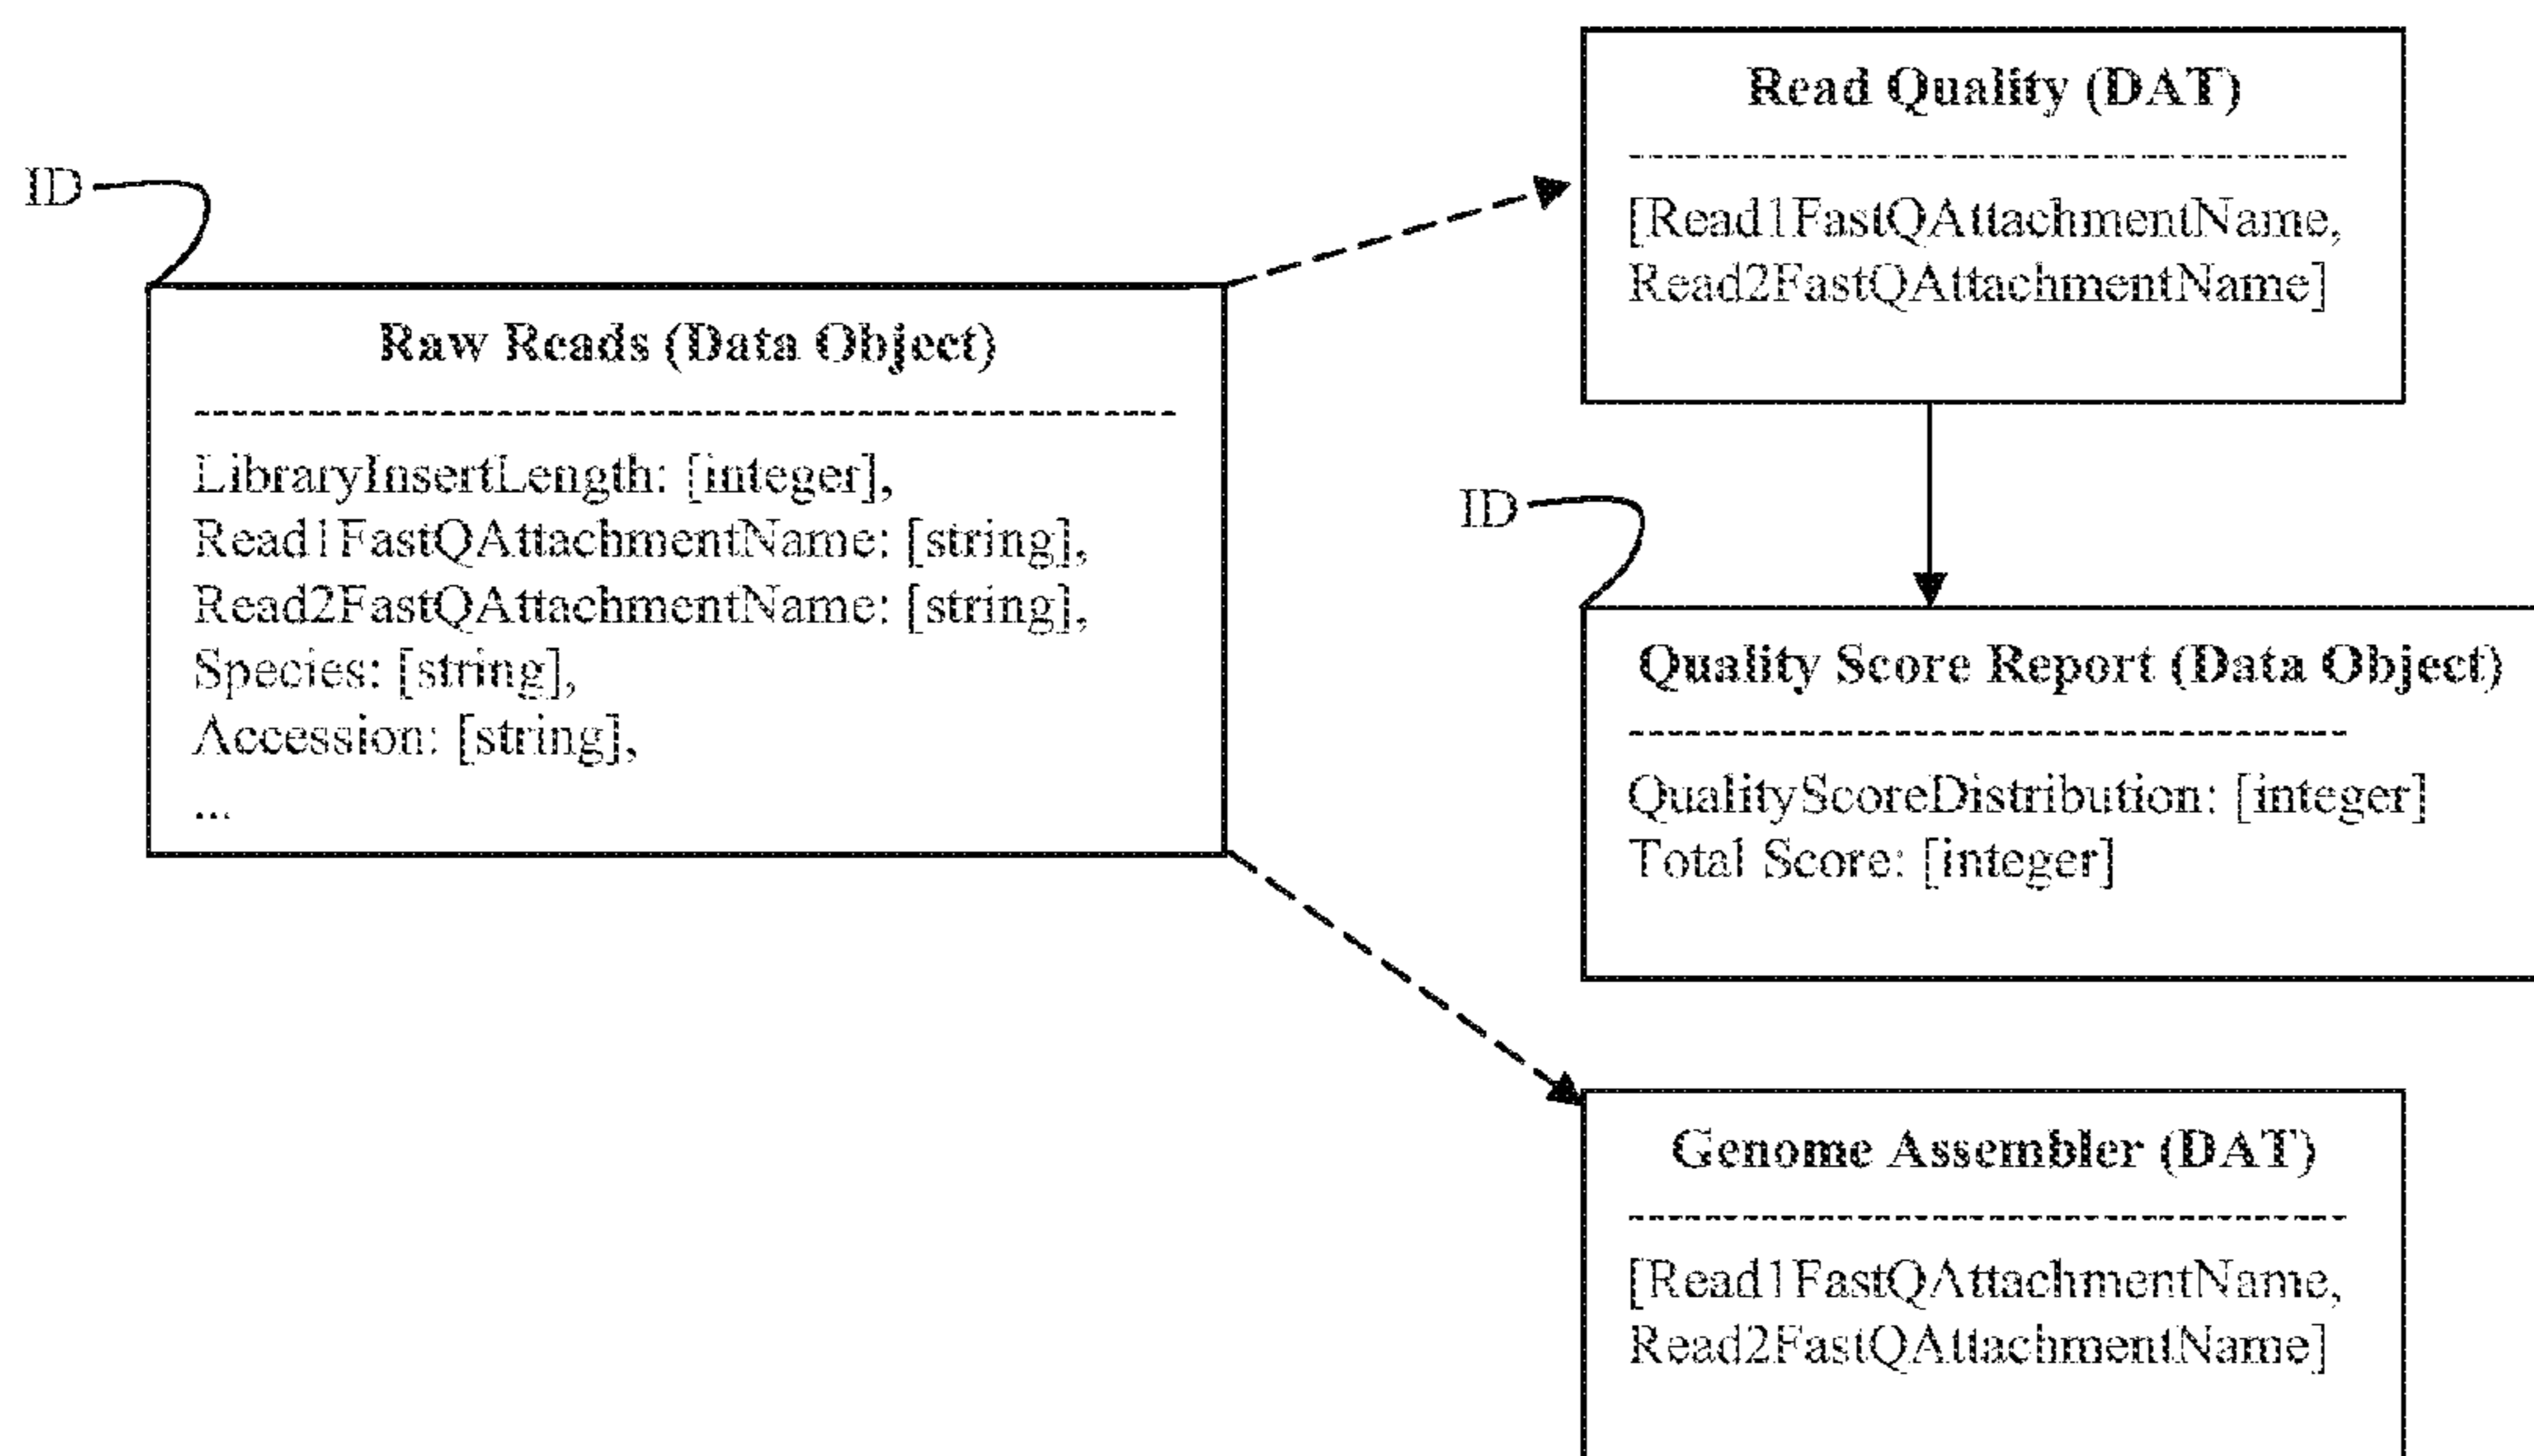 ID
Raw Reads (Data Object)
LibraryInsertLength: [integer],
Read1FastQAttachmentName: [string],
Read2FastQAttachmentName: [string],
Species: [string],
Accession: [string],
...
Read Quality (DAT)
[Read1FastQAttachmentName,
Read2FastQAttachmentName]
ID
Quality Score Report (Data Object)
QualityScoreDistribution: [integer]
Total Score: [integer]
Genome Assembler (DAT)
[Read1FastQAttachmentName,
Read2FastQAttachmentName]